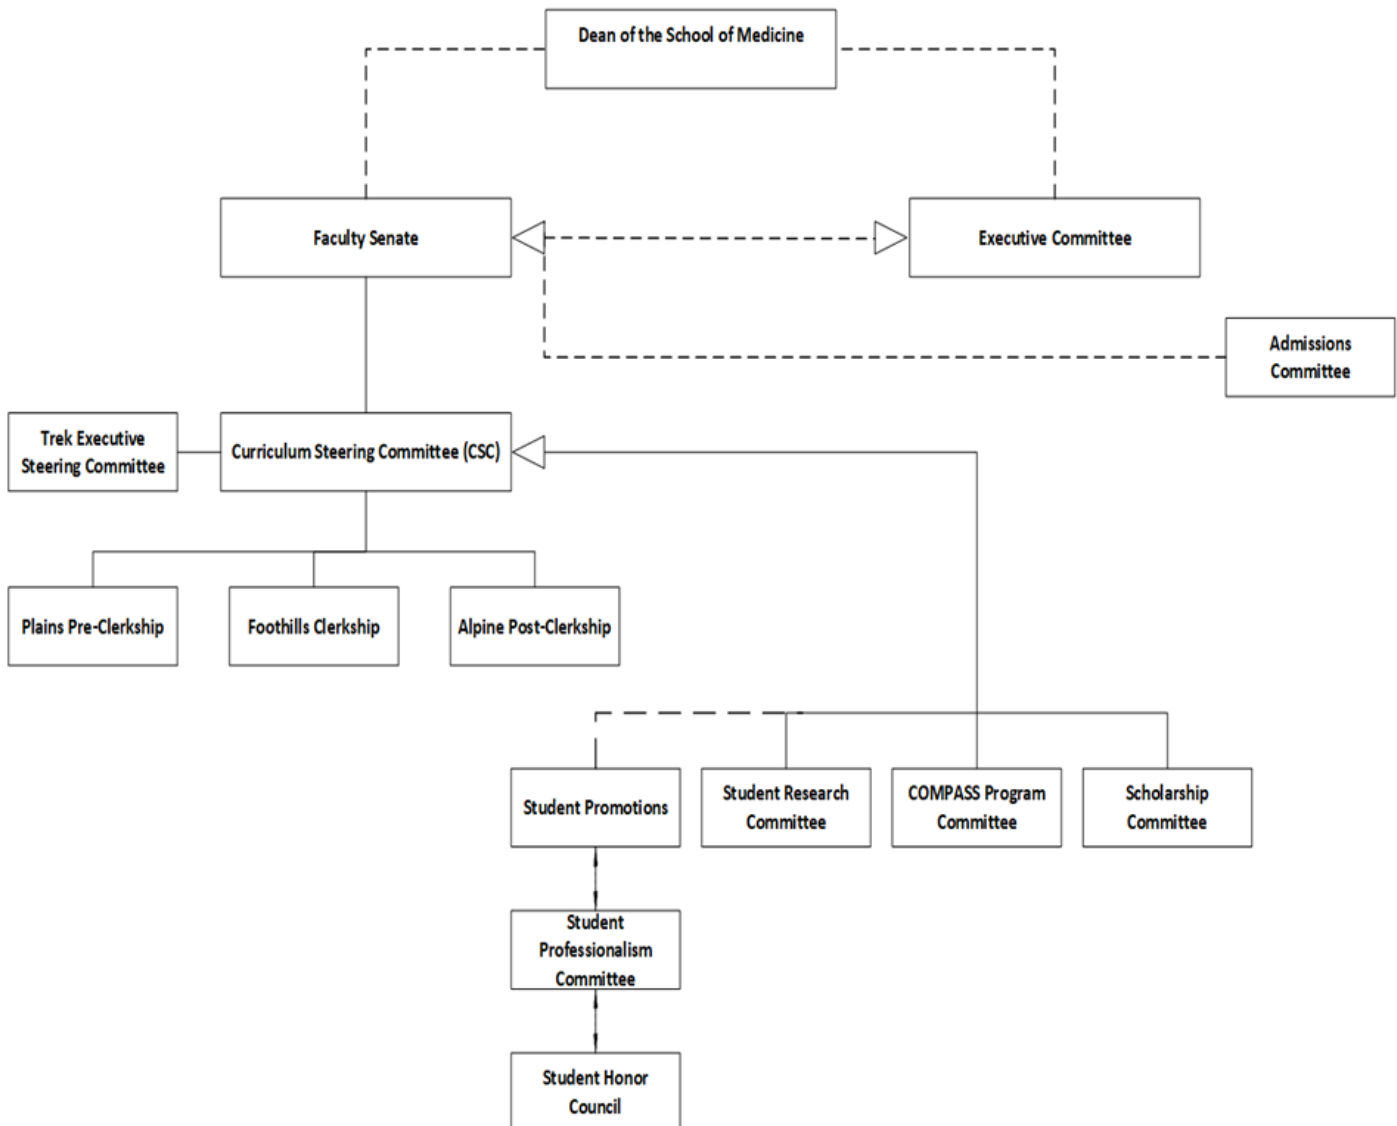 Dean of the School of Medicine
Faculty Senate
Executive Committee
Admissions
Committee
Trek Executive
Steering Committee
Curriculum Steering Committee (CSC)
Plains Pre-Clerkship
Foothills Clerkship
Alpine Post-Clerkship
Student Promotions
Student Research
Committee
COMPASS Program
Committee
Scholarship
Committee
Student
Professionalism
Committee
Student Honor
Council